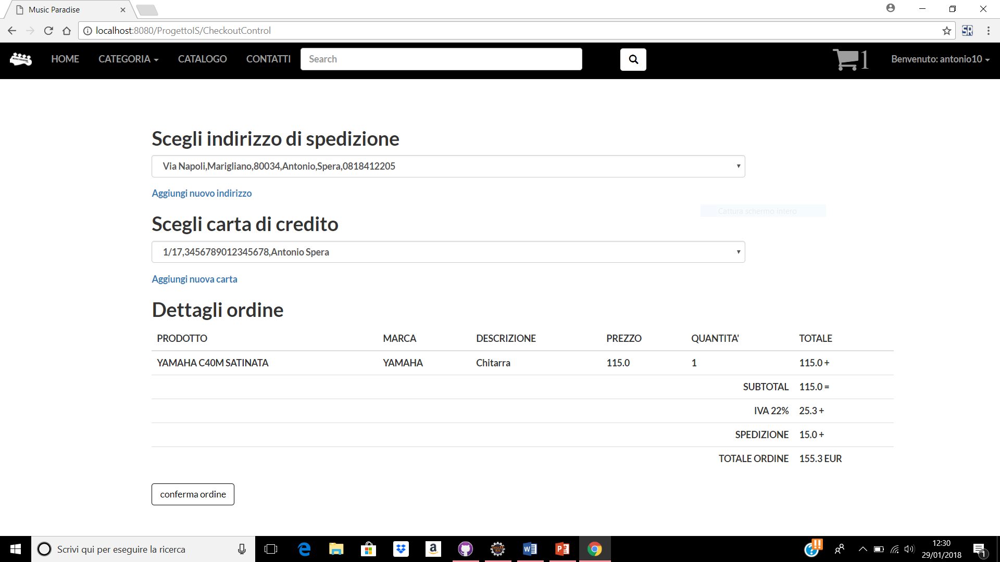 Music Paradise
localhost:8080/ProgettoIS/CheckoutControl
HOME CATEGORIA CATALOGO CONTATTI Search 1 Benvenuto: antonio10
Scegli indirizzo di spedizione
Via Napoli,Marigliano,80034,Antonio,Spera,0818412205
Aggiungi nuovo indirizzo
Cattura schermo intero
Scegli carta di credito
1/17,3456789012345678,Antonio Spera
Aggiungi nuova carta
Dettagli ordine
PRODOTTO MARCA DESCRIZIONE PREZZO QUANTITA' TOTALE
YAMAHA C40M SATINATA YAMAHA Chitarra 115.0 1 115.0 +
SUBTOTAL 115.0 =
IVA 22% 25.3 +
SPEDIZIONE 15.0 +
TOTALE ORDINE 155.3 EUR
conferma ordine
Scrivi qui per eseguire la ricerca
12:30
29/01/2018
1